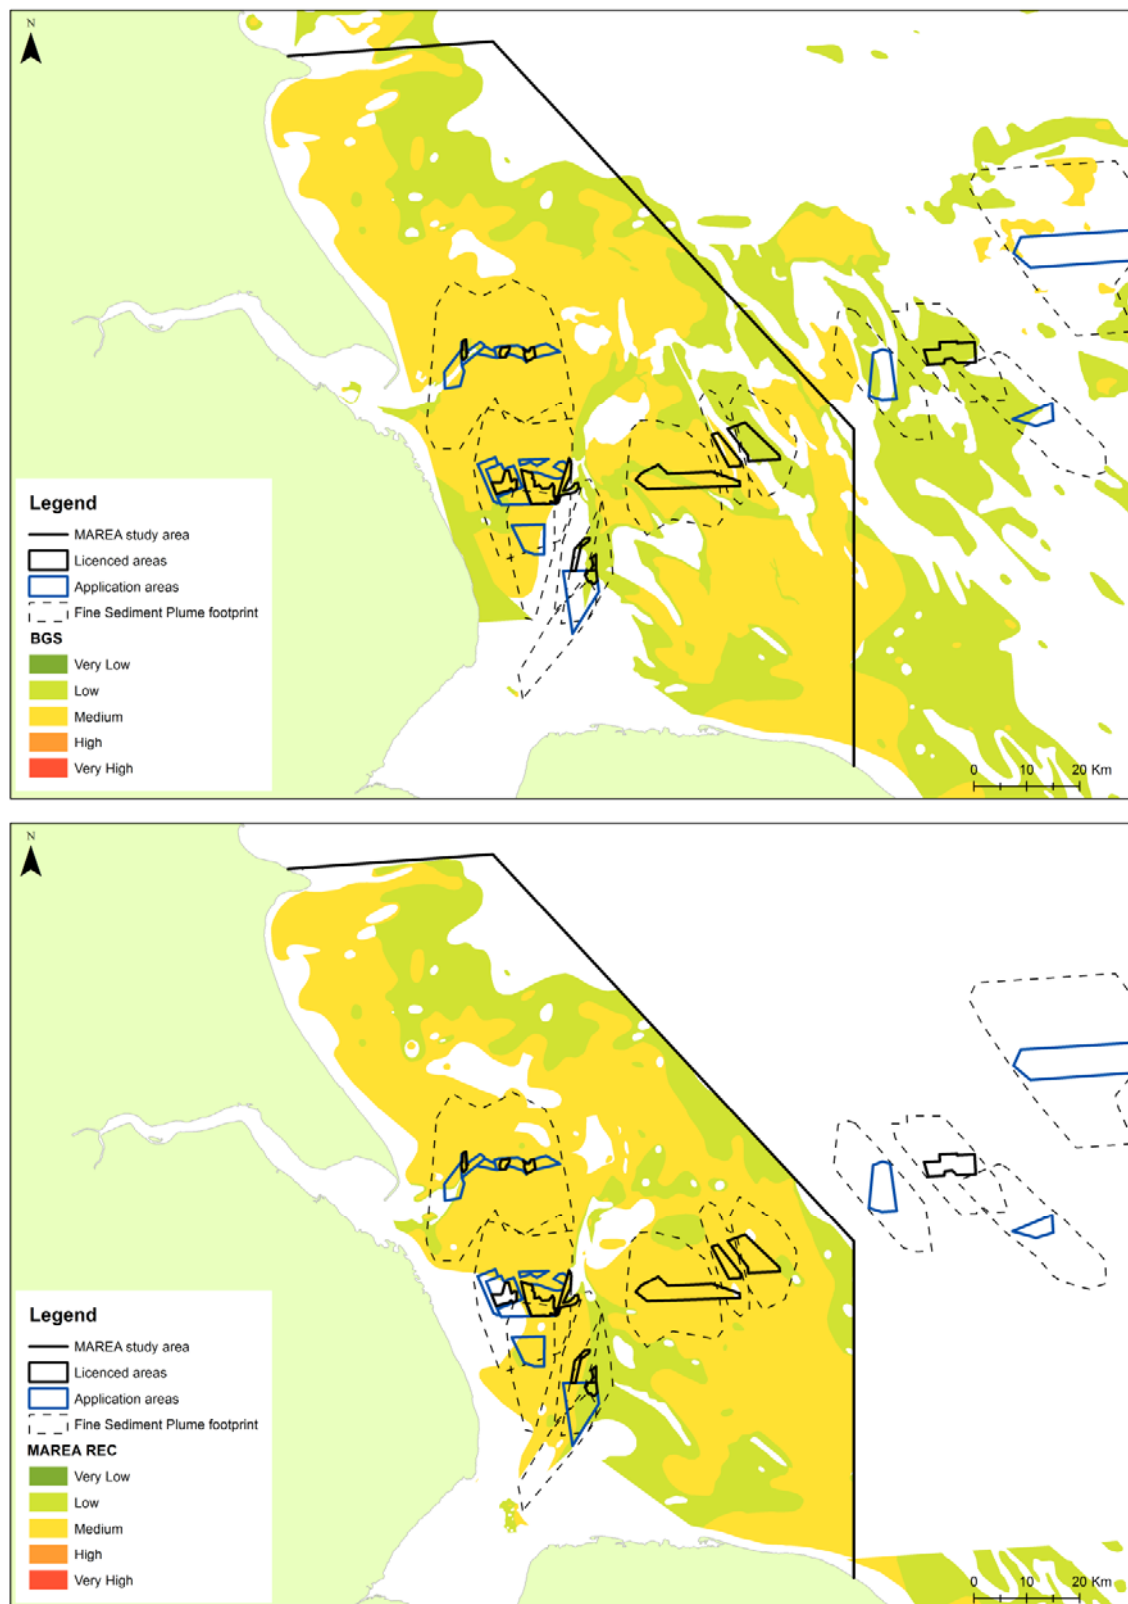 N
Legend
MAREA study area
Licenced areas
Application areas
Fine Sediment Plume footprint
BGS
Very Low
Low
Medium
High
Very High
0 10 20 Km
N
Legend
MAREA study area
Licenced areas
Application areas
Fine Sediment Plume footprint
MAREA REC
Very Low
Low
Medium
High
Very High
0 10 20 Km